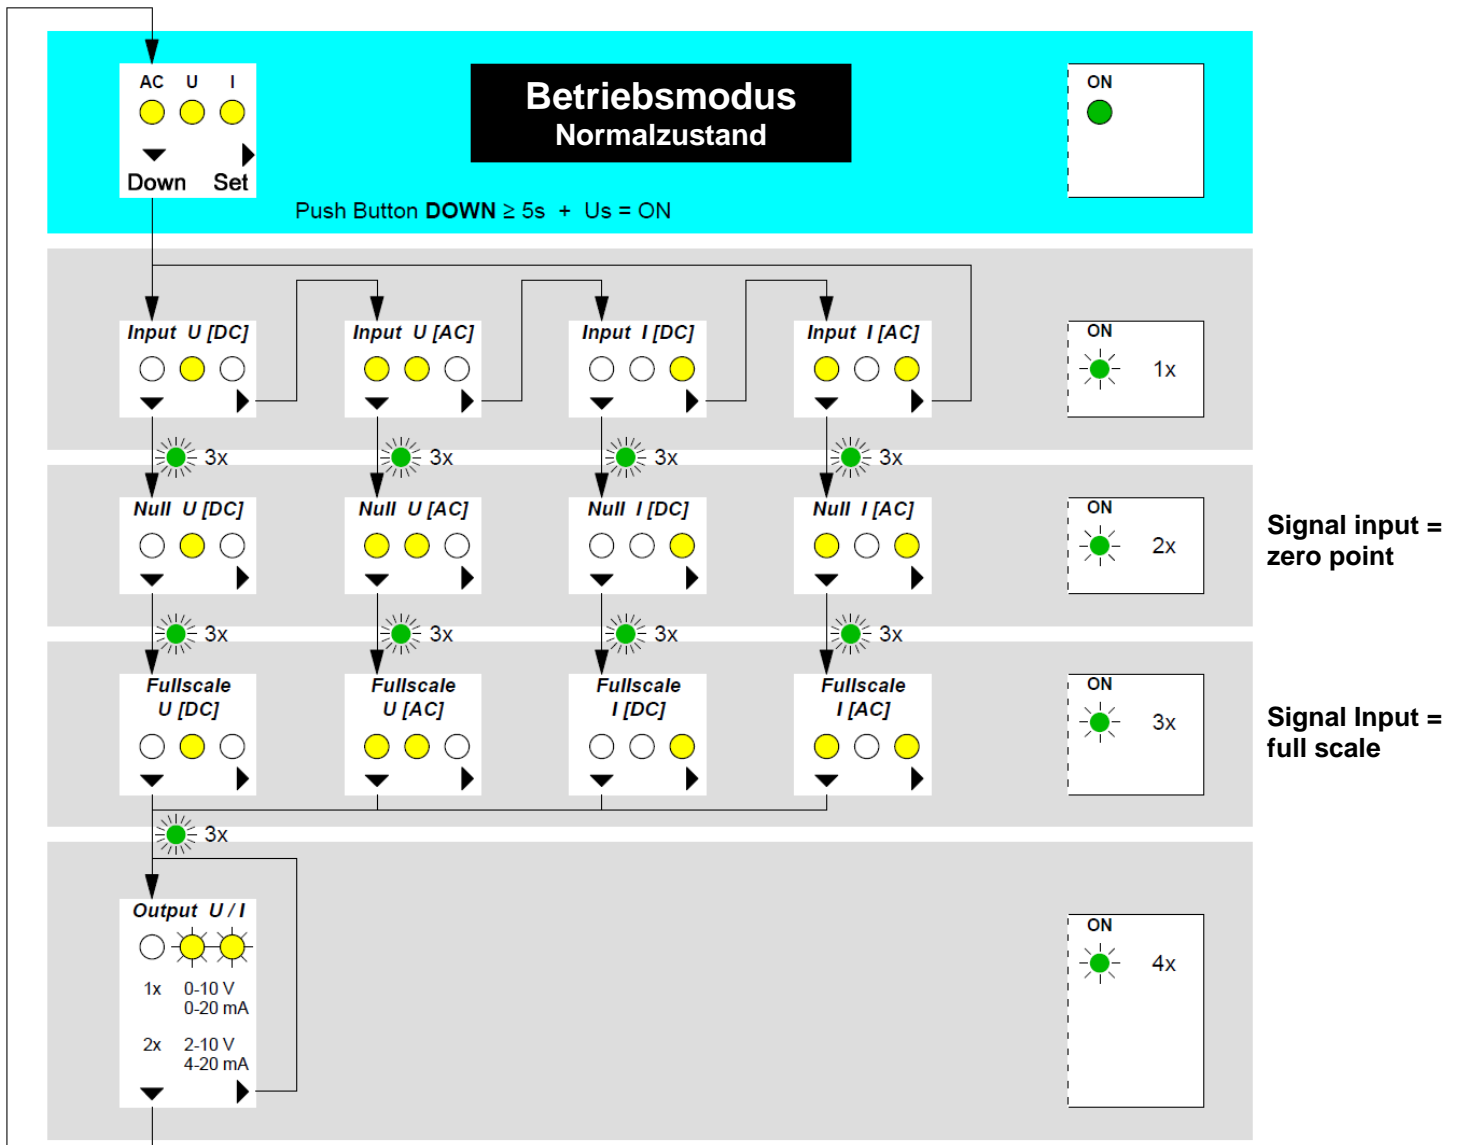 AC U I
Down Set
Betriebsmodus
Normalzustand
ON
Push Button DOWN ≥ 5s + Us = ON
Input U [DC]
Input U [AC]
Input I [DC]
Input I [AC]
ON
1x
3x
3x
3x
3x
Null U [DC]
Null U [AC]
Null I [DC]
Null I [AC]
ON
2x
Signal input =
zero point
3x
3x
3x
3x
Fullscale
U [DC]
Fullscale
U [AC]
Fullscale
I [DC]
Fullscale
I [AC]
ON
3x
Signal Input =
full scale
3x
Output U / I
1x 0-10 V
0-20 mA
2x 2-10 V
4-20 mA
ON
4x